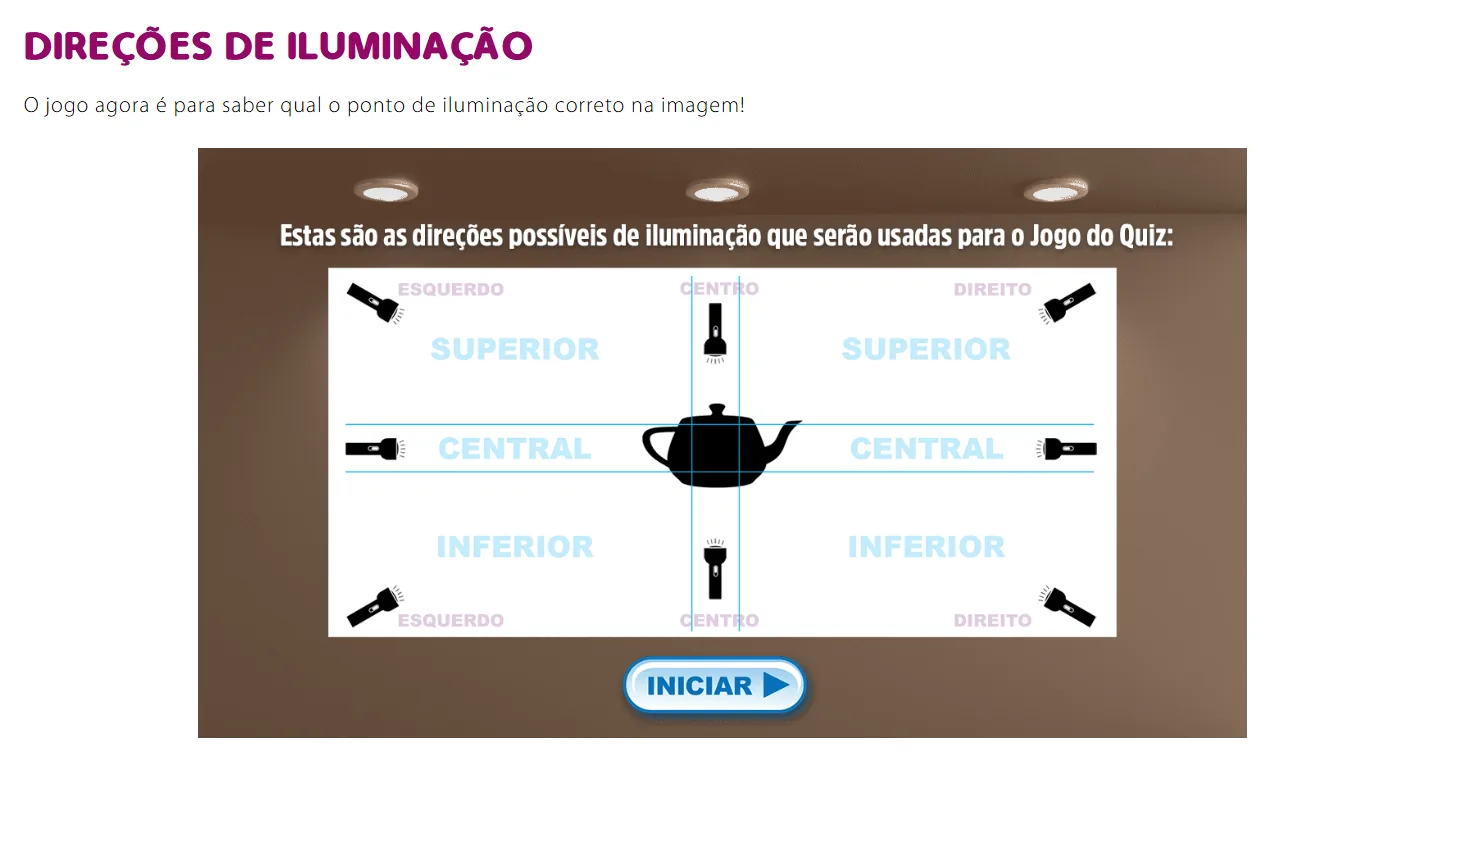 DIREÇÕES DE ILUMINAÇÃO
O jogo agora é para saber qual o ponto de iluminação correto na imagem!
Estas são as direções possíveis de iluminação que serão usadas para o Jogo do Quiz:
ESQUERDO CENTRO DIREITO
SUPERIOR SUPERIOR
CENTRAL CENTRAL
INFERIOR INFERIOR
ESQUERDO CENTRO DIREITO
INICIAR